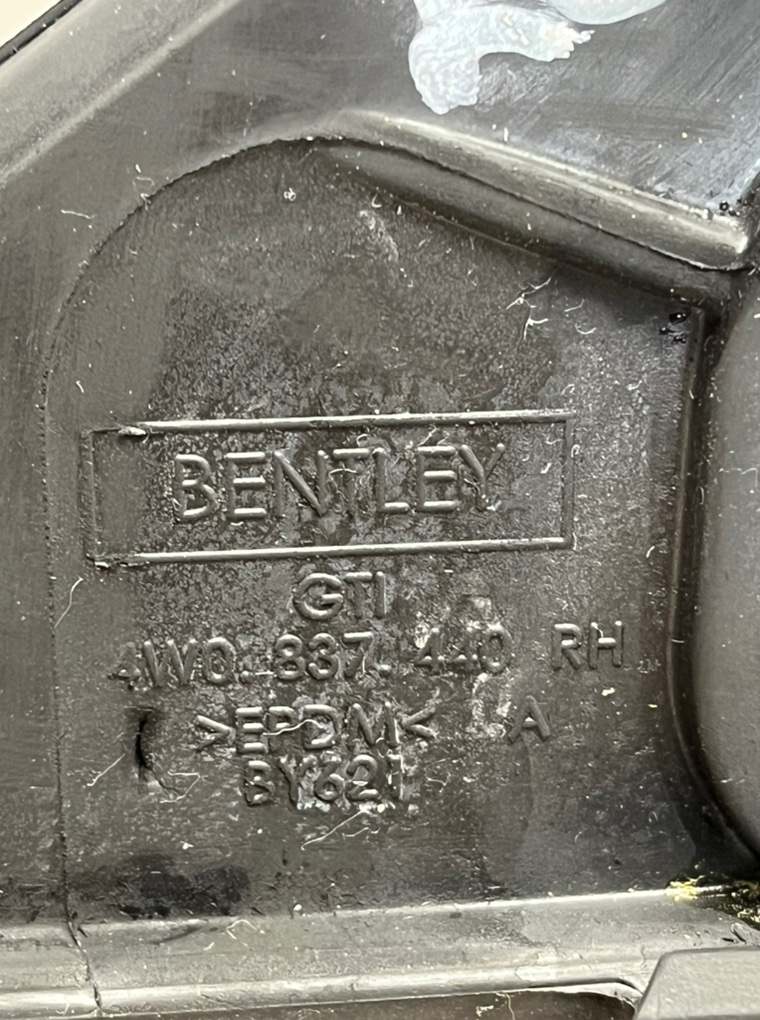 BENTLEY
GTI
4W0. 837. 440 RH
>EPDM< A
BY621